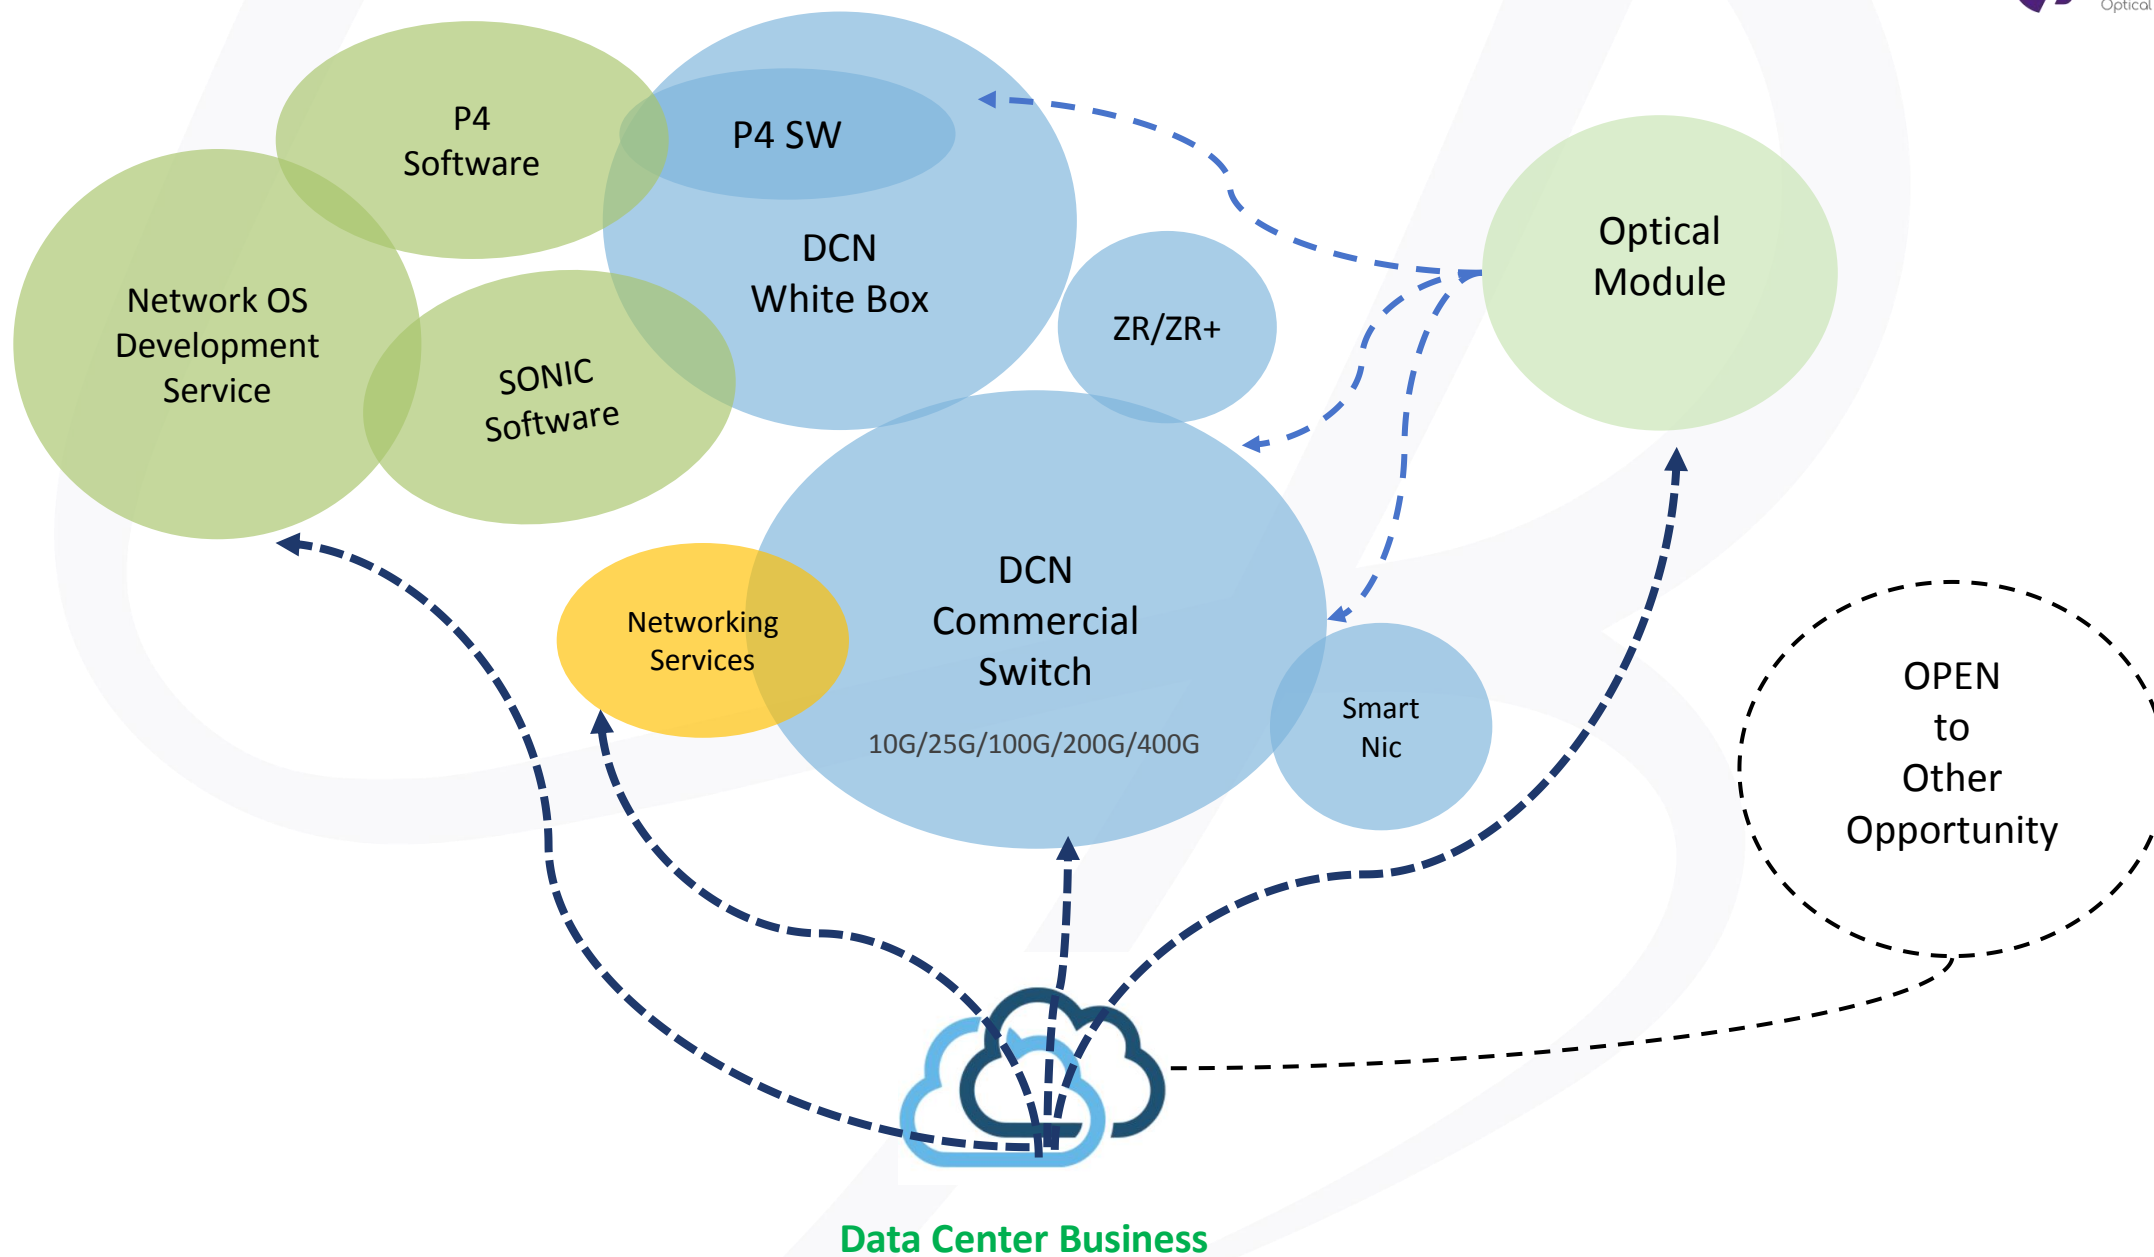 Optical
P4
Software
P4 SW
DCN
White Box
Optical
Module
Network OS
Development
Service
ZR/ZR+
SONIC
Software
DCN
Commercial
Switch
10G/25G/100G/200G/400G
Networking
Services
Smart
Nic
OPEN
to
Other
Opportunity
Data Center Business